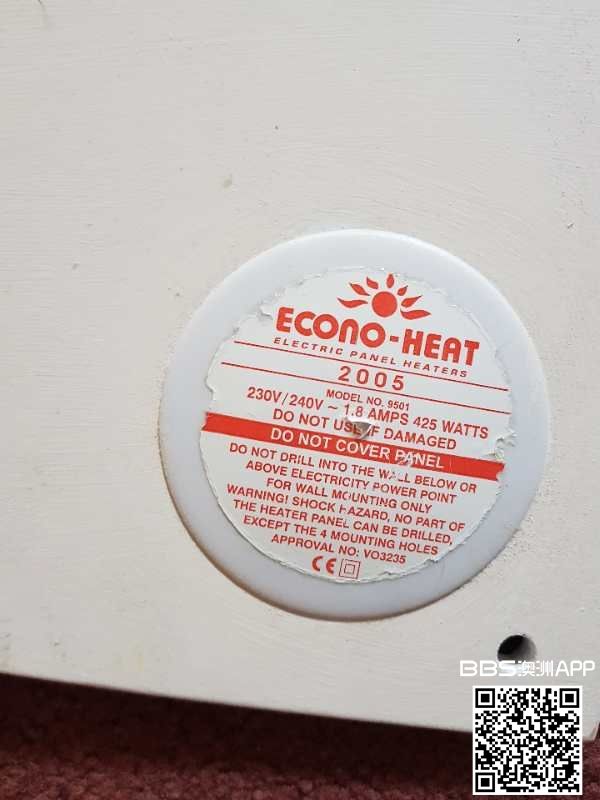 ECONO-HEAT
ELECTRIC PANEL HEATERS
2005
MODEL NO. 9501
230V/240V ~ 1.8 AMPS 425 WATTS
DO NOT USE IF DAMAGED
DO NOT COVER PANEL
DO NOT DRILL INTO THE WALL BELOW OR
ABOVE ELECTRICITY POWER POINT
FOR WALL MOUNTING ONLY
WARNING! SHOCK HAZARD, NO PART OF
THE HEATER PANEL CAN BE DRILLED,
EXCEPT THE 4 MOUNTING HOLES
APPROVAL NO: VO3235
CE
BBS澳洲APP